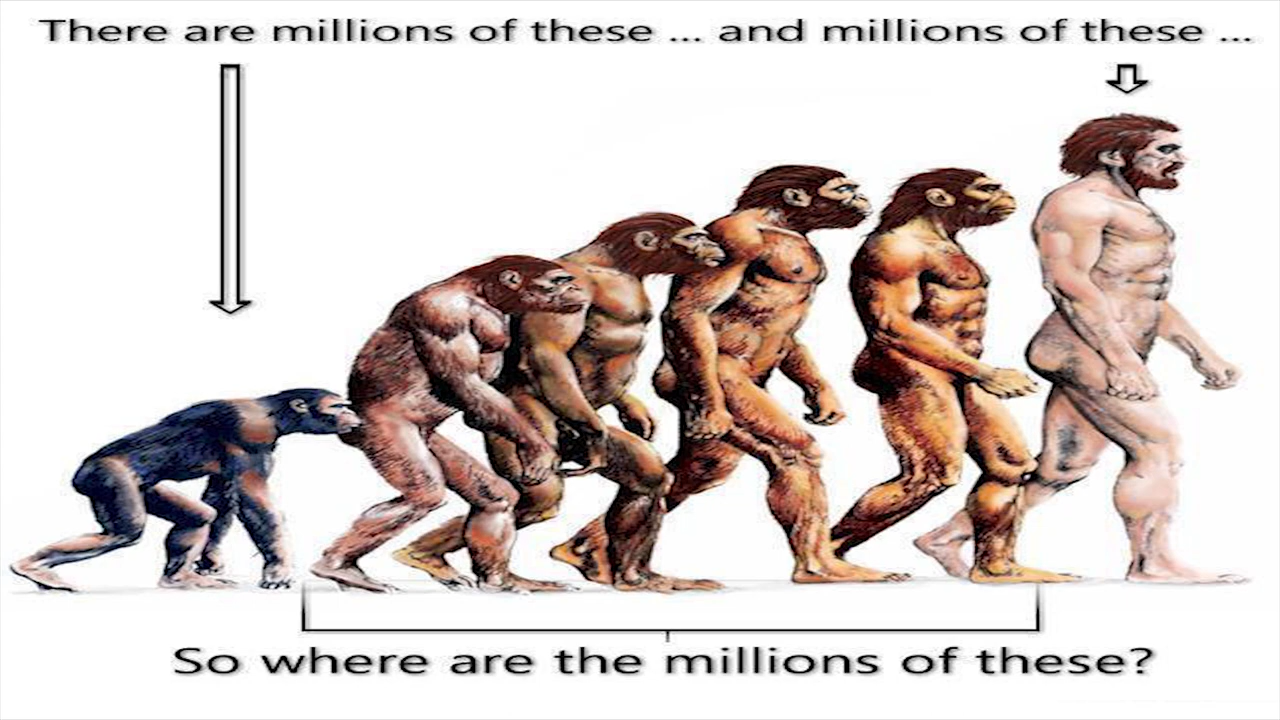 There are millions of these ... and millions of these ...
So where are the millions of these?